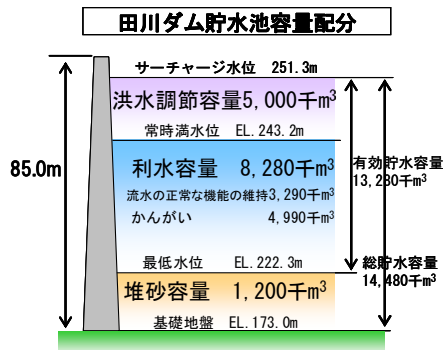 田川ダム貯水池容量配分
サーチャージ水位 251.3m
洪水調節容量5,000千m³
常時満水位 EL.243.2m
85.0m
利水容量 8,280千m³
有効貯水容量
13,280千m³
流水の正常な機能の維持3,290千m³
かんがい 4,990千m³
最低水位 EL.222.3m
総貯水容量
14,480千m³
堆砂容量 1,200千m³
基礎地盤 EL.173.0m